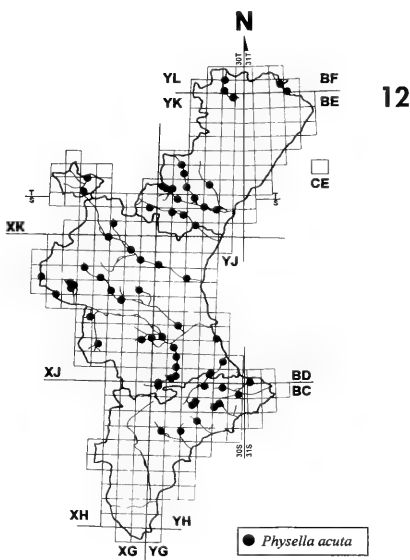 N
30T 31T
YL BF
YK BE
12
CE
T
S
T
S
XK
YJ
XJ BD
BC
30S 31S
XH YH
XG YG
● Physella acuta